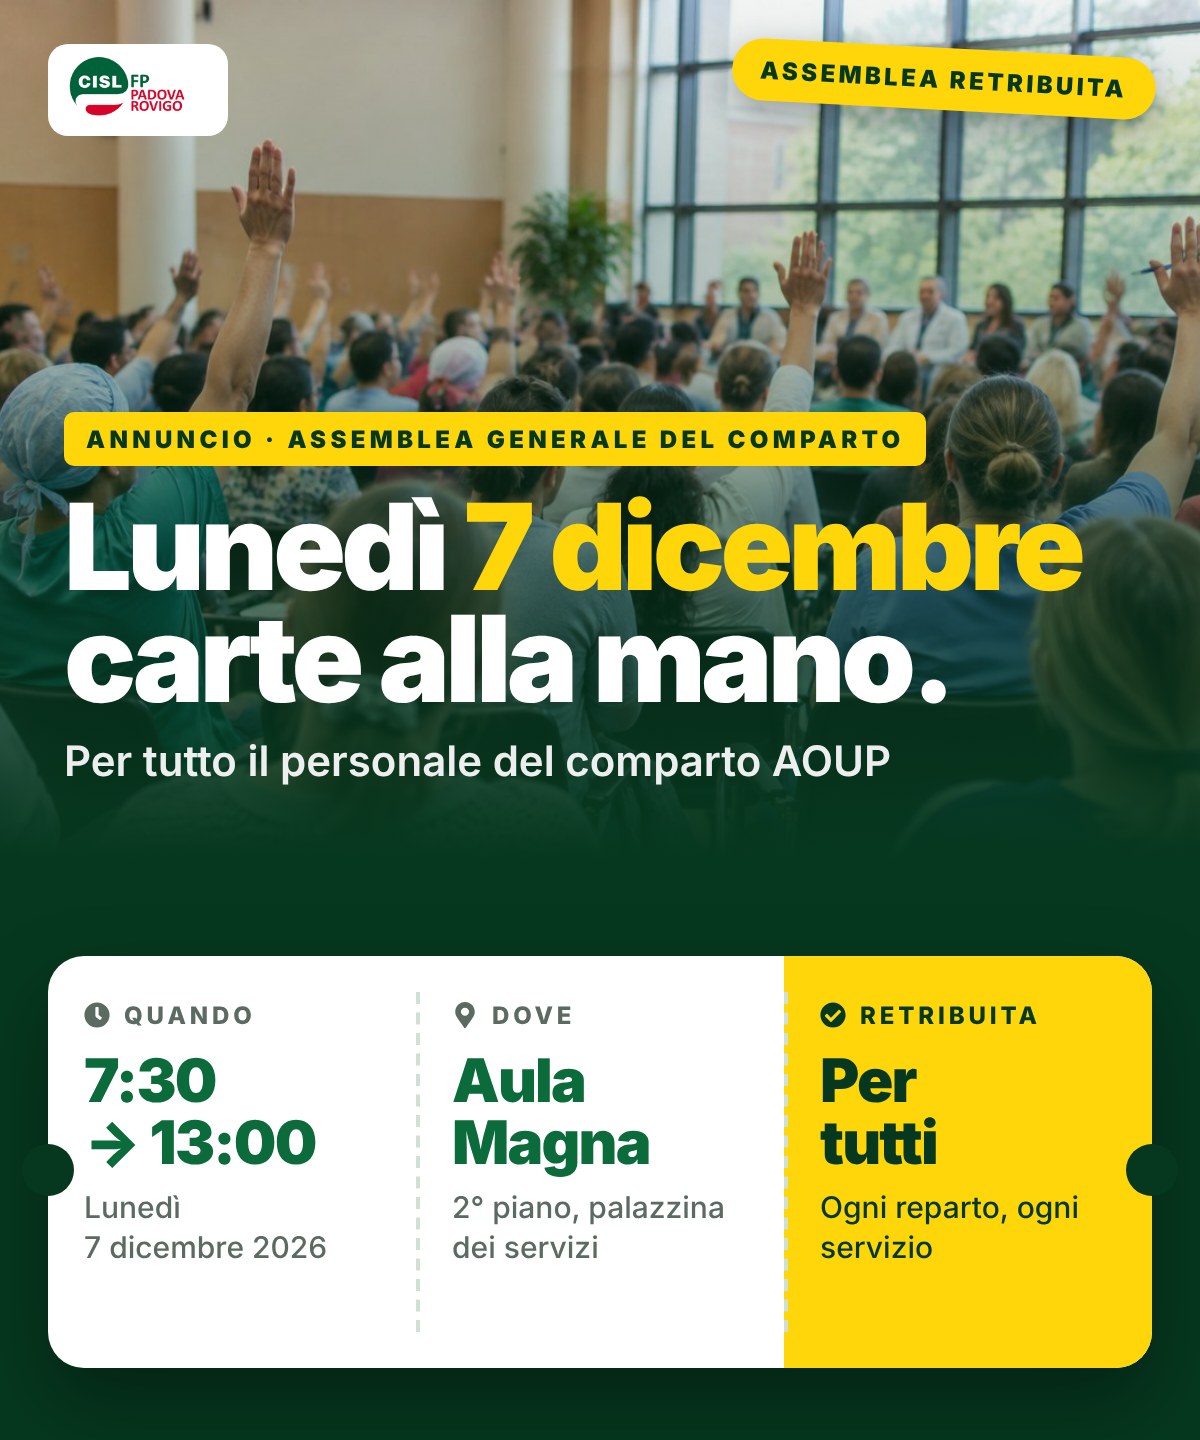 CISL FP
PADOVA
ROVIGO
ASSEMBLEA RETRIBUITA
ANNUNCIO · ASSEMBLEA GENERALE DEL COMPARTO
Lunedì 7 dicembre
carte alla mano.
Per tutto il personale del comparto AOUP
QUANDO
7:30
→ 13:00
Lunedì
7 dicembre 2026
DOVE
Aula
Magna
2° piano, palazzina
dei servizi
RETRIBUITA
Per
tutti
Ogni reparto, ogni
servizio